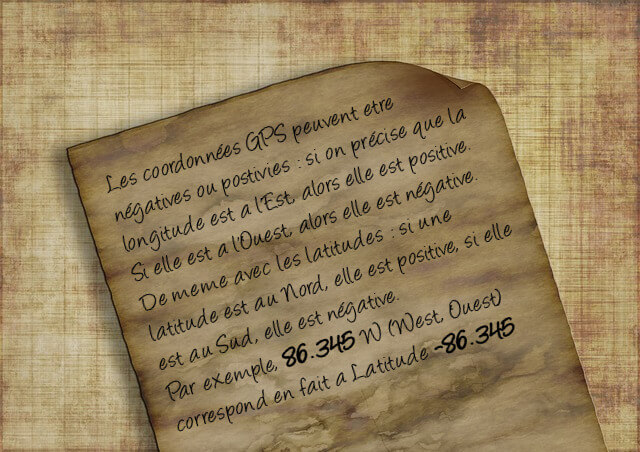 Les coordonnées GPS peuvent etre
négatives ou postivies : si on précise que la
longitude est a l'Est, alors elle est positive.
Si elle est a l'Ouest, alors elle est négative.
De meme avec les latitudes : si une
latitude est au Nord, elle est positive, si elle
est au Sud, elle est négative.
Par exemple, 86.345 W (West, Ouest)
correspond en fait a Latitude -86.345